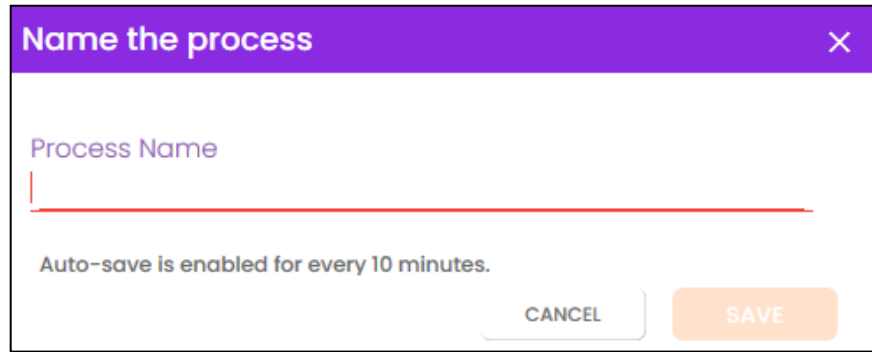 Name the process
Process Name
Auto-save is enabled for every 10 minutes.
CANCEL SAVE